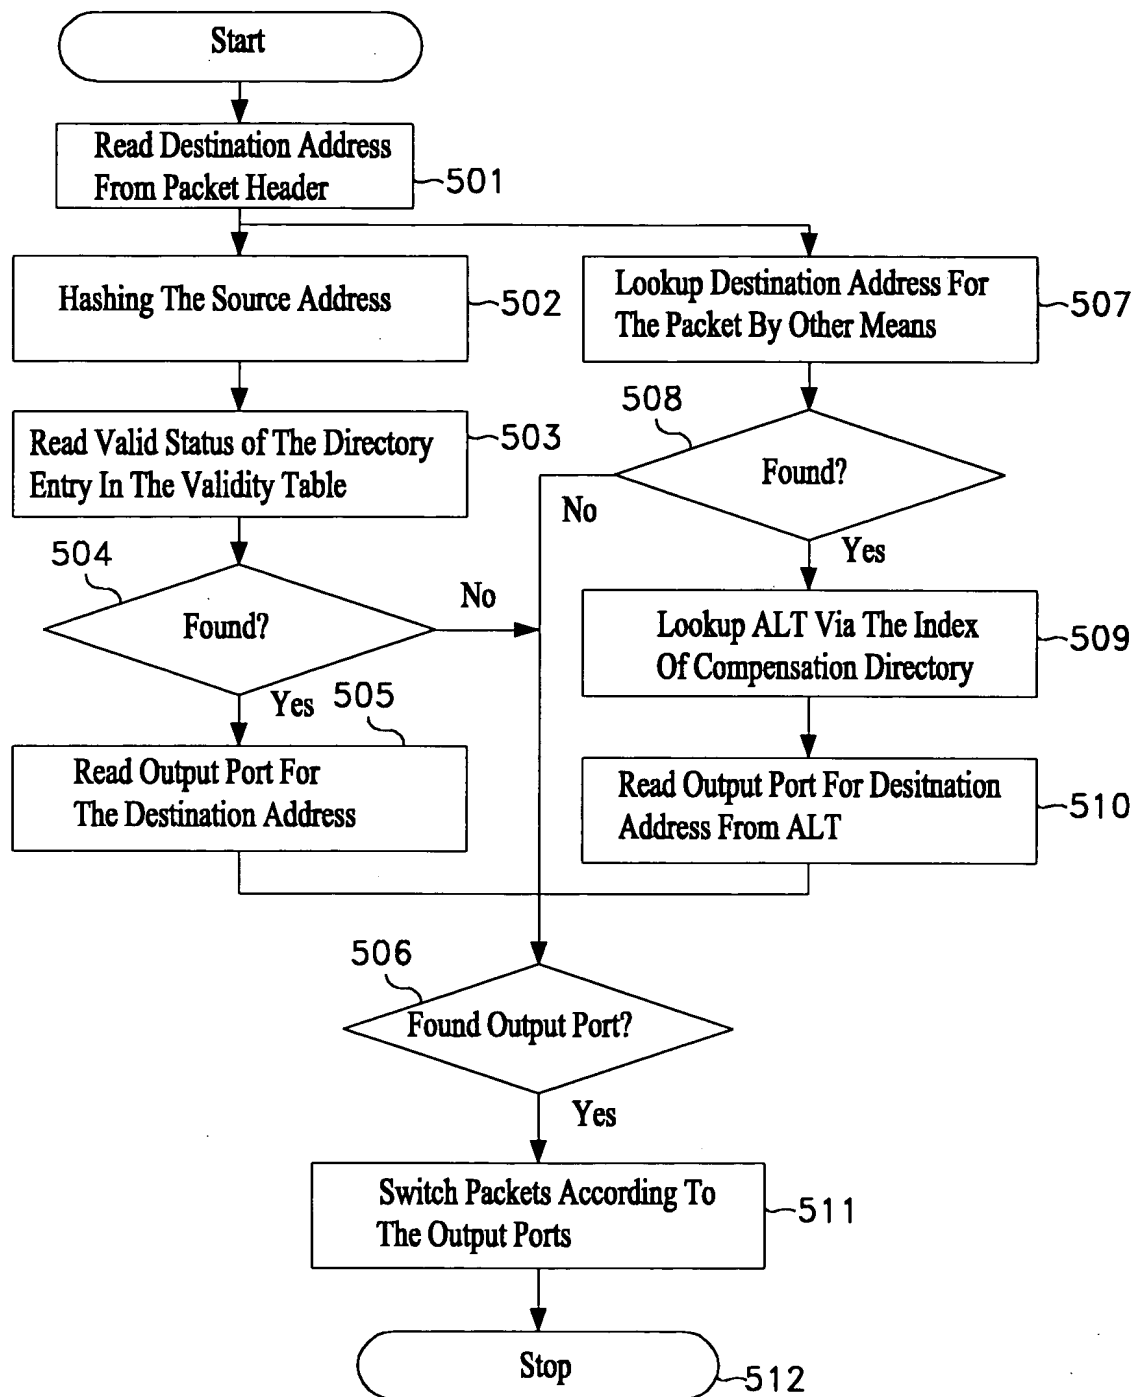 Start
Read Destination Address
From Packet Header
501
Hashing The Source Address
502
Read Valid Status of The Directory
Entry In The Validity Table
503
504
Found?
No
Yes
505
Read Output Port For
The Destination Address
Lookup Destination Address For
The Packet By Other Means
507
508
Found?
No
Yes
Lookup ALT Via The Index
Of Compensation Directory
509
Read Output Port For Desitnation
Address From ALT
510
506
Found Output Port?
Yes
Switch Packets According To
The Output Ports
511
Stop
512